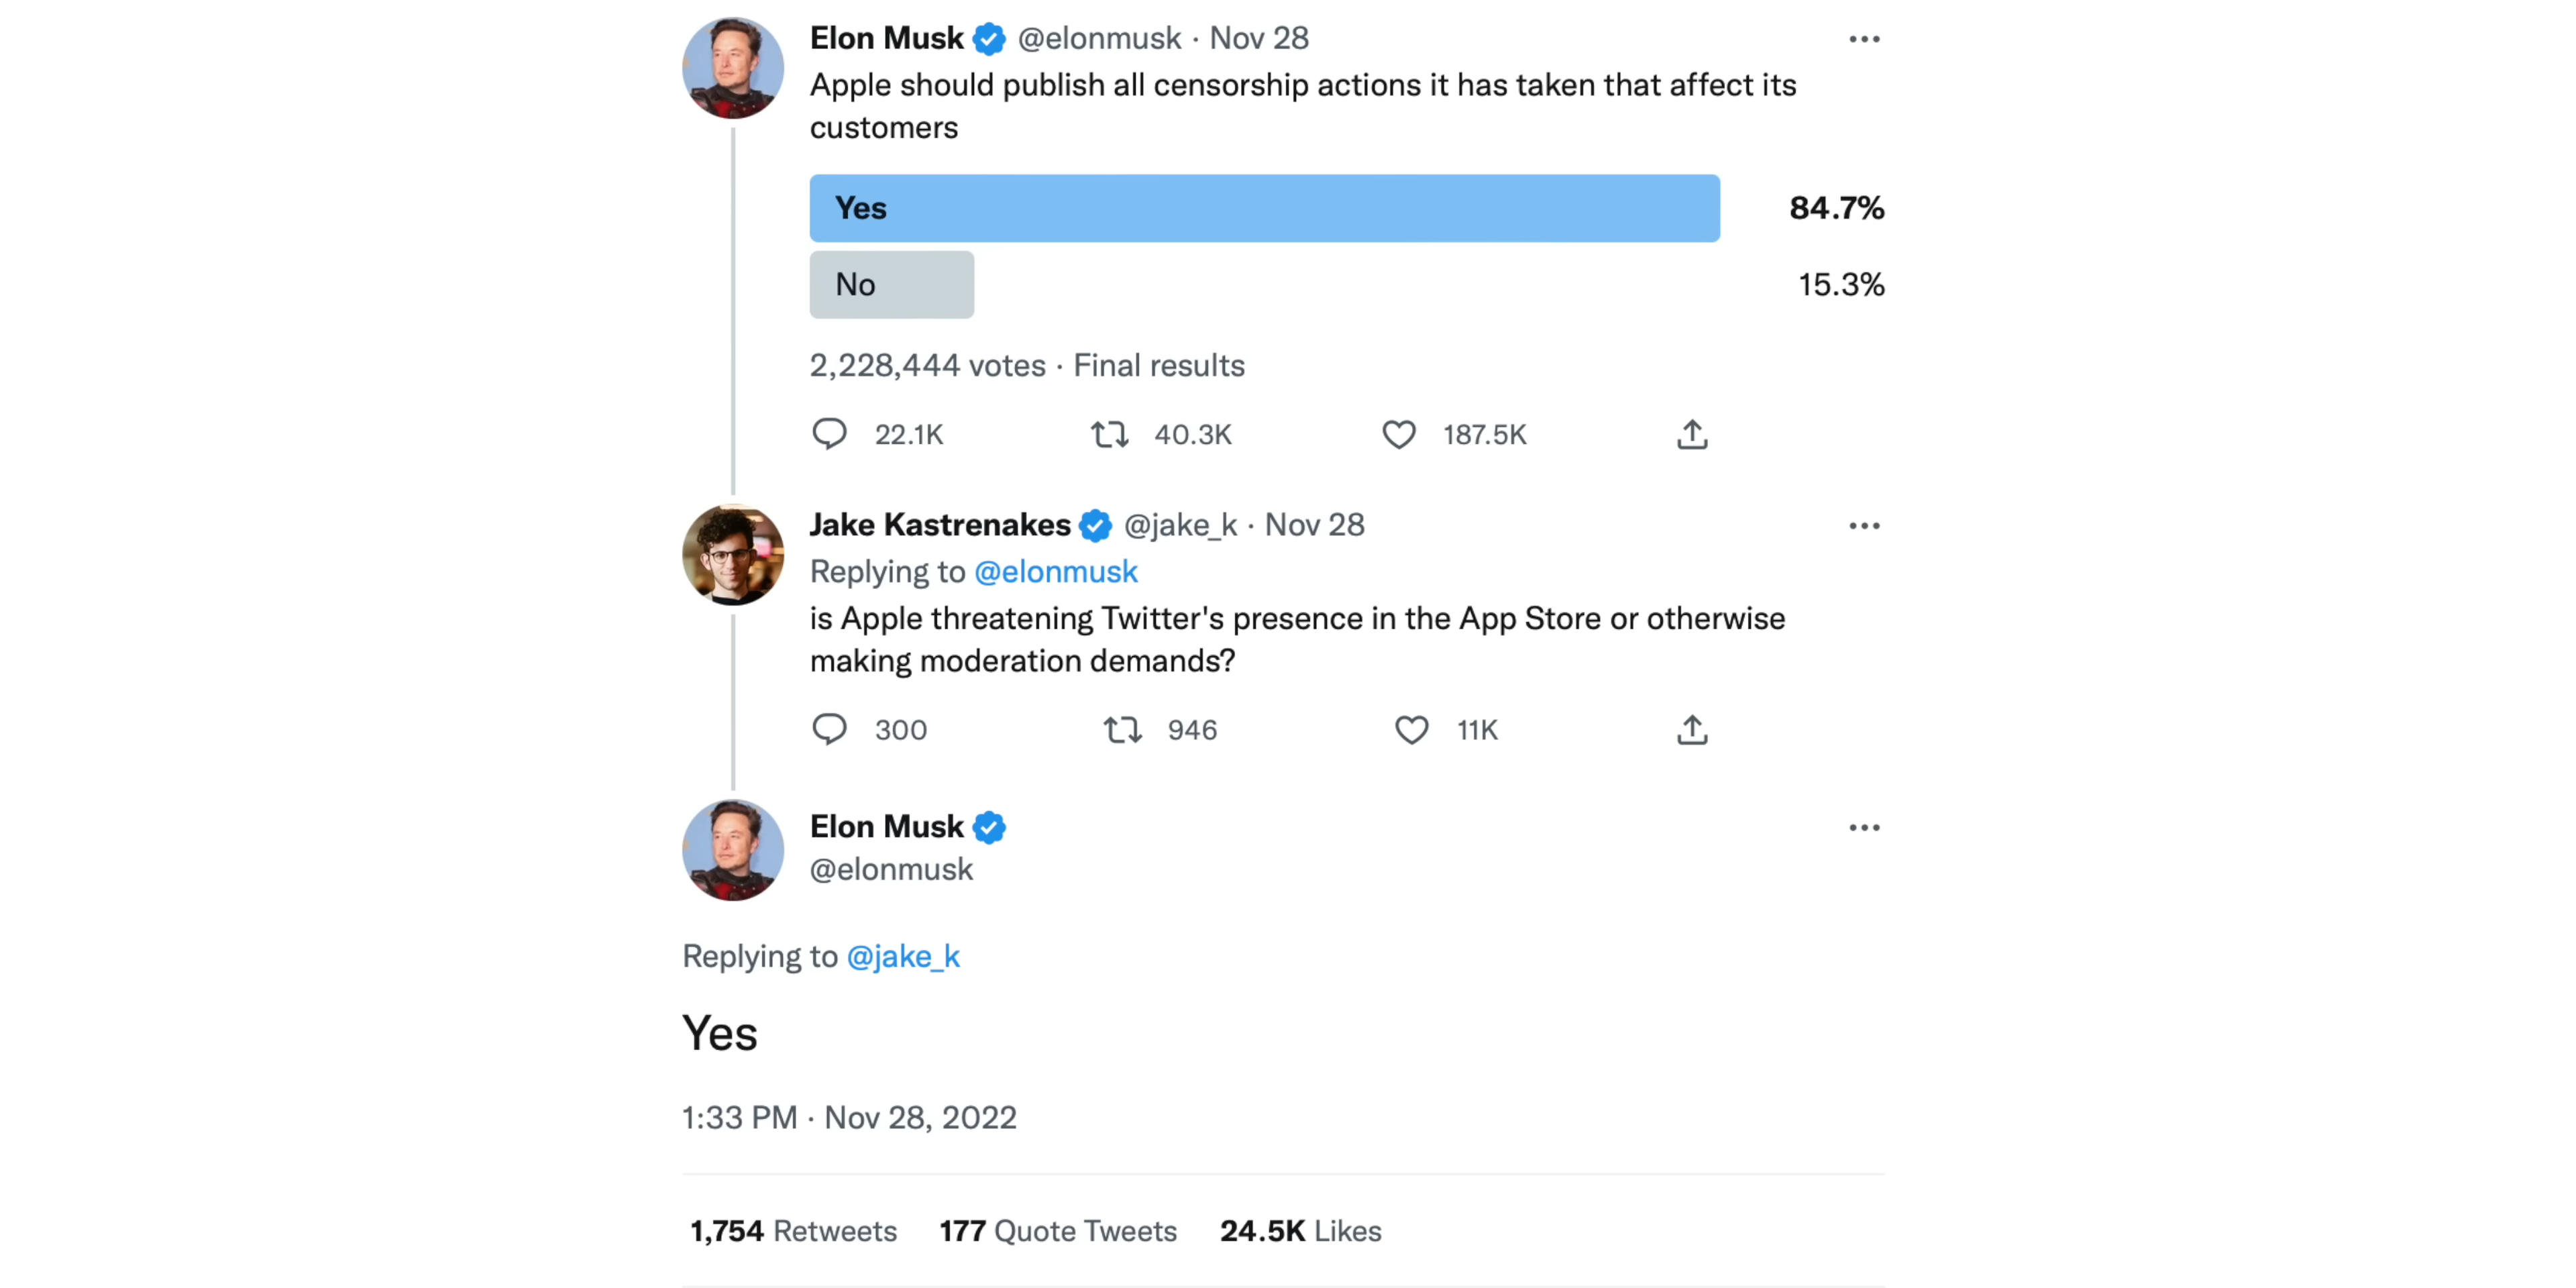 Elon Musk @elonmusk · Nov 28
Apple should publish all censorship actions it has taken that affect its
customers
Yes 84.7%
No 15.3%
2,228,444 votes · Final results
22.1K 40.3K 187.5K
Jake Kastrenakes @jake_k · Nov 28
Replying to @elonmusk
is Apple threatening Twitter's presence in the App Store or otherwise
making moderation demands?
300 946 11K
Elon Musk
@elonmusk
Replying to @jake_k
Yes
1:33 PM · Nov 28, 2022
1,754 Retweets 177 Quote Tweets 24.5K Likes